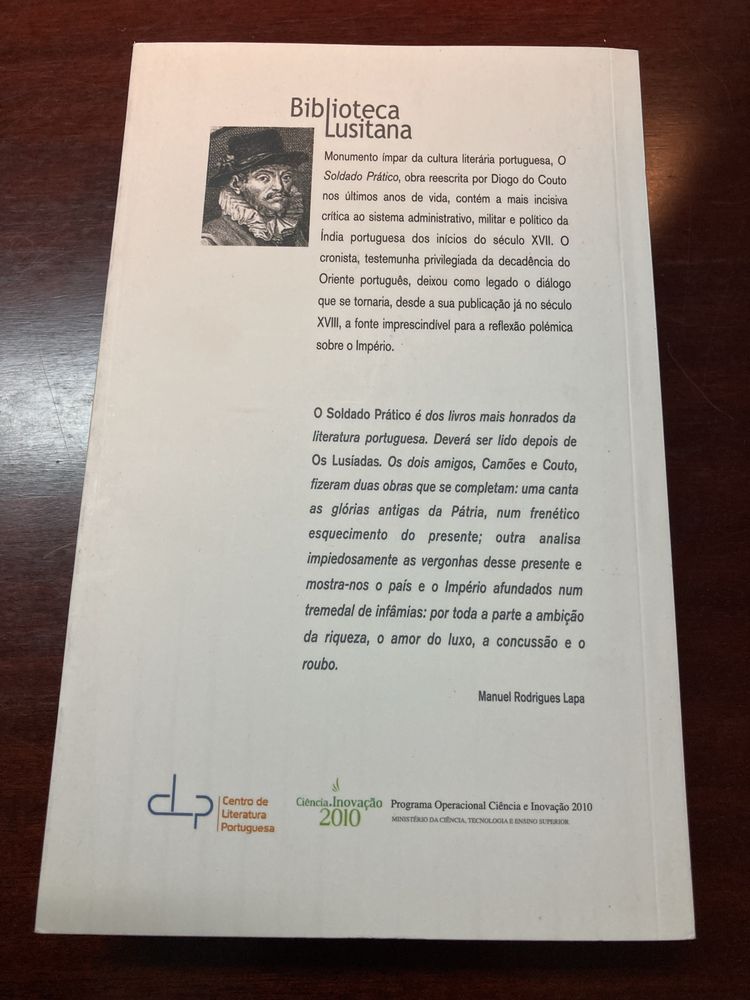 Biblioteca
Lusitana
Monumento ímpar da cultura literária portuguesa, O
Soldado Prático, obra reescrita por Diogo do Couto
nos últimos anos de vida, contém a mais incisiva
crítica ao sistema administrativo, militar e político da
Índia portuguesa dos inícios do século XVII. O
cronista, testemunha privilegiada da decadência do
Oriente português, deixou como legado o diálogo
que se tornaria, desde a sua publicação já no século
XVIII, a fonte imprescindível para a reflexão polémica
sobre o Império.
O Soldado Prático é dos livros mais honrados da
literatura portuguesa. Deverá ser lido depois de
Os Lusíadas. Os dois amigos, Camões e Couto,
fizeram duas obras que se completam: uma canta
as glórias antigas da Pátria, num frenético
esquecimento do presente; outra analisa
impiedosamente as vergonhas desse presente e
mostra-nos o país e o Império afundados num
tremedal de infâmias: por toda a parte a ambição
da riqueza, o amor do luxo, a concussão e o
roubo.
Manuel Rodrigues Lapa
CLP
Centro de
Literatura
Portuguesa
Ciência.Inovação
2010
Programa Operacional Ciência e Inovação 2010
MINISTÉRIO DA CIÊNCIA, TECNOLOGIA E ENSINO SUPERIOR